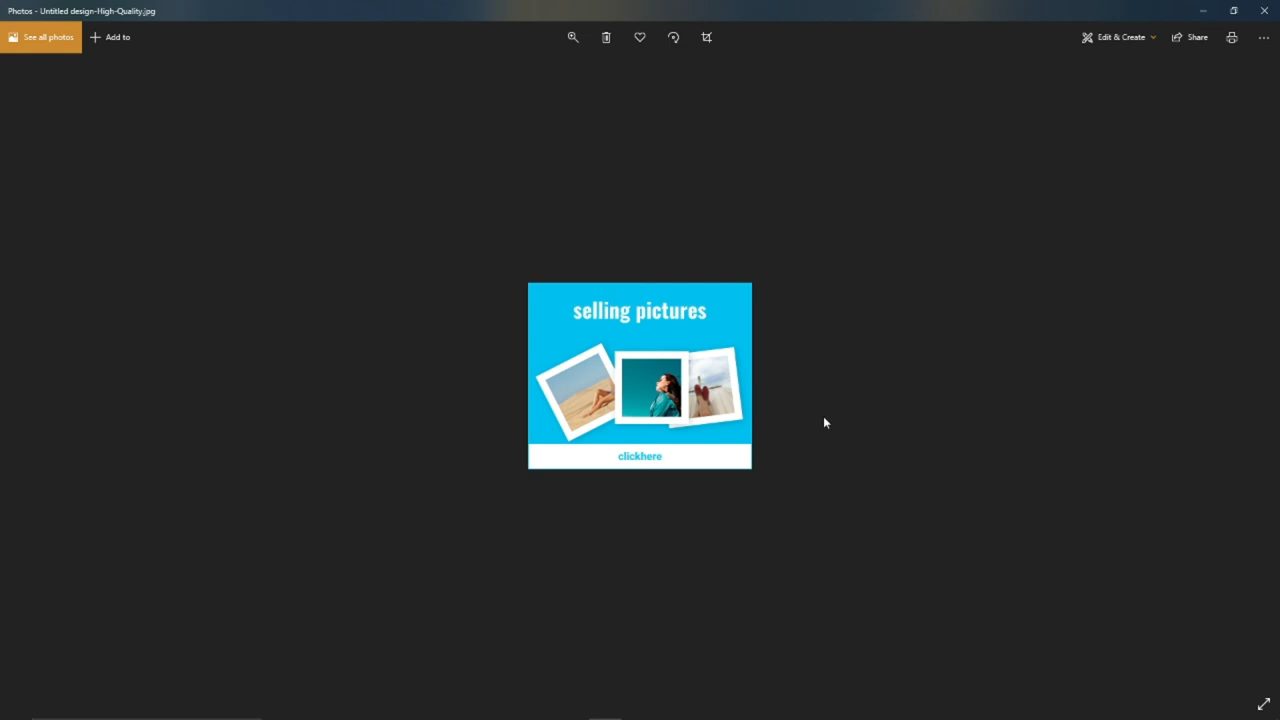 Photos - Untitled design-High-Quality.jpg
See all photos
Add to
Edit & Create
Share
selling pictures
clickhere